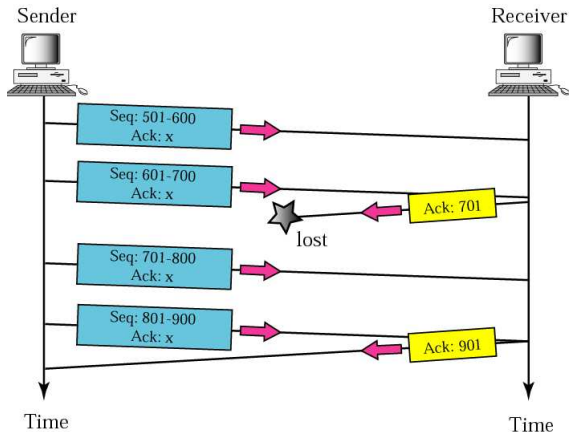 Sender
Receiver
Seq: 501-600
Ack: x
Seq: 601-700
Ack: x
Ack: 701
lost
Seq: 701-800
Ack: x
Seq: 801-900
Ack: x
Ack: 901
Time
Time